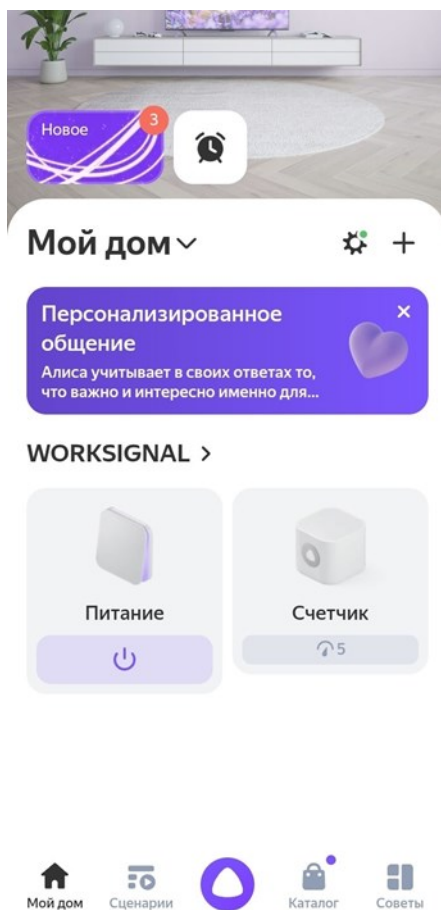 Новое
3
Мой дом
Персонализированное
общение
Алиса учитывает в своих ответах то,
что важно и интересно именно для...
WORKSIGNAL
Питание
Счетчик
5
Мой дом
Сценарии
Каталог
Советы